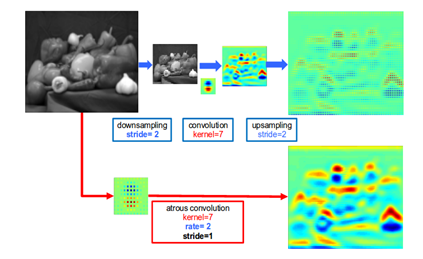 downsampling
stride= 2
convolution
kernel=7
upsampling
stride=2
atrous convolution
kernel=7
rate= 2
stride=1